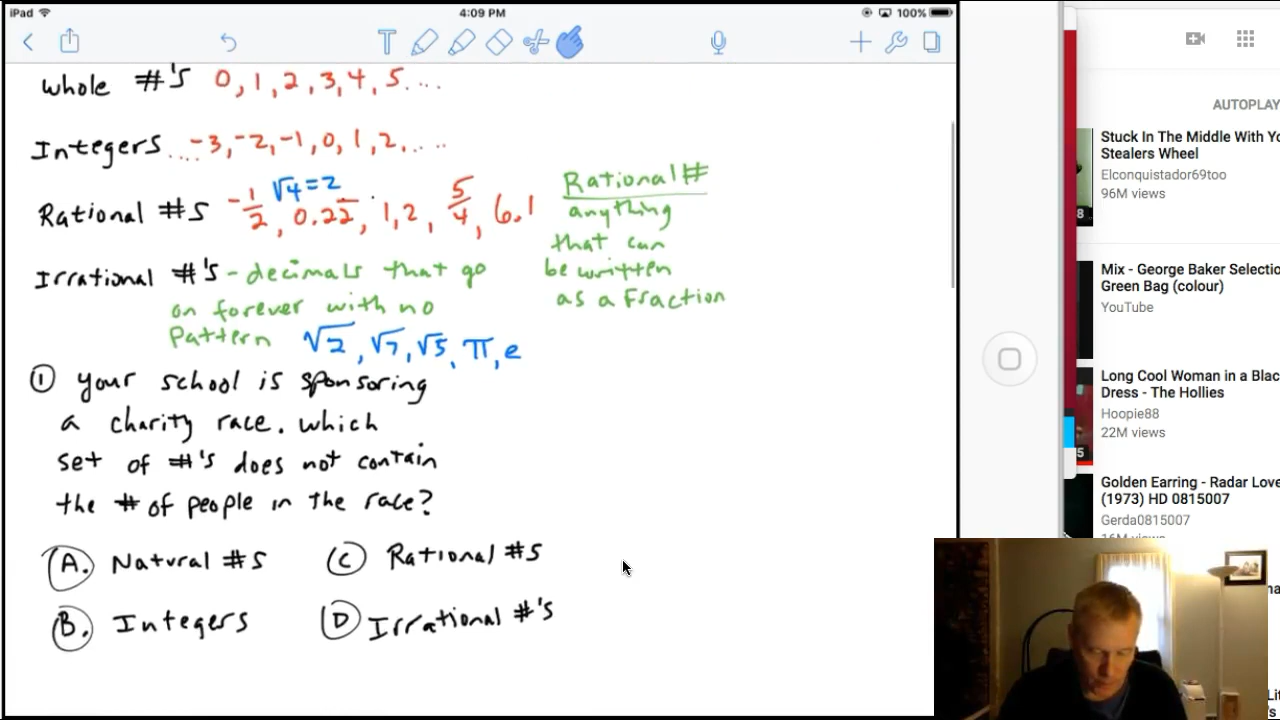 iPad
4:09 PM
100%
T
Whole #'s 0, 1, 2, 3, 4, 5....
Integers ....-3, -2, -1, 0, 1, 2, ....
√4 = 2
Rational #s -1/2, 0.22, 1, 2, 5/4, 6.1
Rational #
anything
that can
be written
as a Fraction
Irrational #'s - decimals that go
on forever with no
Pattern √2, √7, √5, π, e
① your school is sponsoring
a charity race. which
set of #'s does not contain
the # of people in the race?
A. Natural #s
C Rational #s
B. Integers
D Irrational #'s
AUTOPLAY
Stuck In The Middle With Yo
Stealers Wheel
Elconquistador69too
96M views
8
Mix - George Baker Selectio
Green Bag (colour)
YouTube
Long Cool Woman in a Blac
Dress - The Hollies
Hoopie88
22M views
5
Golden Earring - Radar Love
(1973) HD 0815007
Gerda0815007